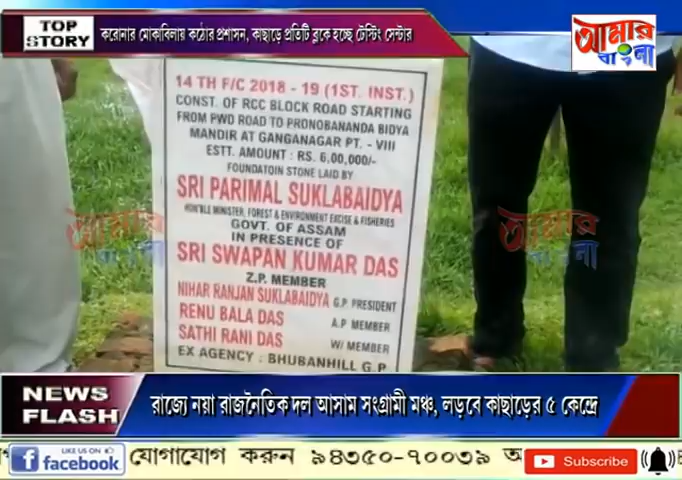 TOP
STORY
করোনার মোকাবিলায় কঠোর প্রশাসন, কাছাড়ে প্রতিটি ব্লকে হচ্ছে টেস্টিং সেন্টার
আমার
বাংলা
14 TH F/C 2018 - 19 (1ST. INST.)
CONST. OF RCC BLOCK ROAD STARTING
FROM PWD ROAD TO PRONOBANANDA BIDYA
MANDIR AT GANGANAGAR PT. - VIII
ESTT. AMOUNT : RS. 6,00,000/-
FOUNDATOIN STONE LAID BY
SRI PARIMAL SUKLABAIDYA
HON'BLE MINISTER, FOREST & ENVIRONMENT EXCISE & FISHERIES
GOVT. OF ASSAM
IN PRESENCE OF
SRI SWAPAN KUMAR DAS
Z.P. MEMBER
NIHAR RANJAN SUKLABAIDYA G.P. PRESIDENT
RENU BALA DAS A.P MEMBER
SATHI RANI DAS W/ MEMBER
EX AGENCY : BHUBANHILL G.P
আমার
বাংলা
আমার
বাংলা
NEWS
FLASH
রাজ্যে নয়া রাজনৈতিক দল আসাম সংগ্রামী মঞ্চ, লড়বে কাছাড়ের ৫ কেন্দ্রে
LIKE US ON
facebook
যোগাযোগ করুন ৯৪৩৫০-৭০০৩৯
Subscribe